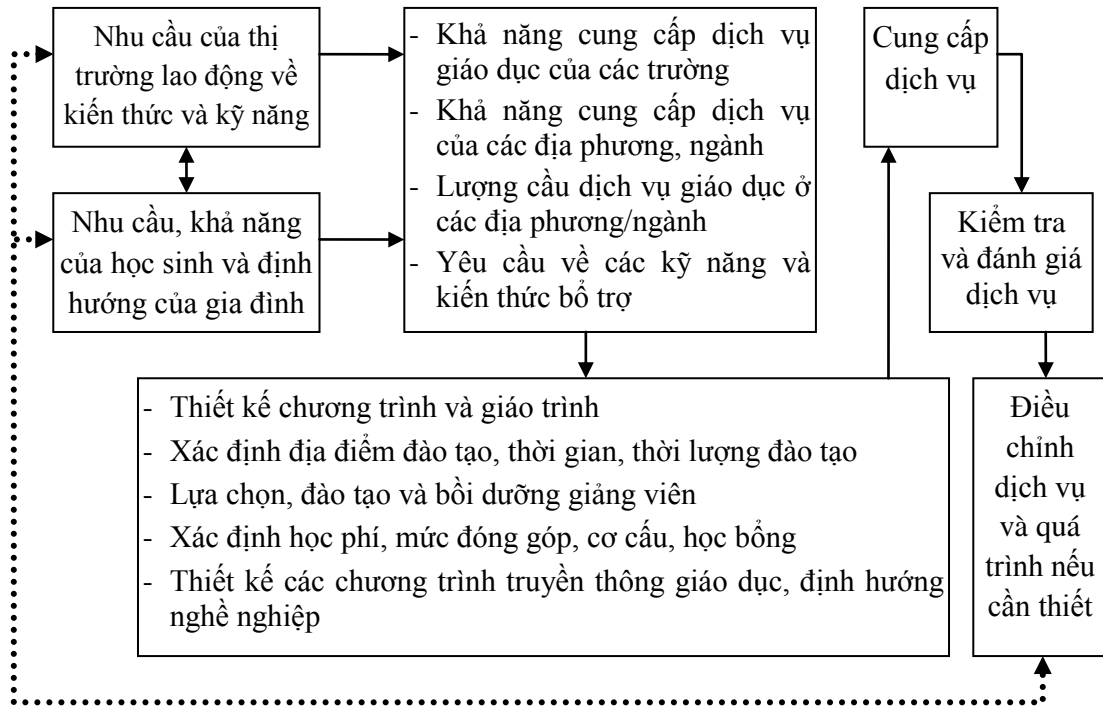 Nhu cầu của thị
trường lao động về
kiến thức và kỹ năng
Nhu cầu, khả năng
của học sinh và định
hướng của gia đình
- Khả năng cung cấp dịch vụ
giáo dục của các trường
- Khả năng cung cấp dịch vụ
của các địa phương, ngành
- Lượng cầu dịch vụ giáo dục ở
các địa phương/ngành
- Yêu cầu về các kỹ năng và
kiến thức bổ trợ
- Thiết kế chương trình và giáo trình
- Xác định địa điểm đào tạo, thời gian, thời lượng đào tạo
- Lựa chọn, đào tạo và bồi dưỡng giảng viên
- Xác định học phí, mức đóng góp, cơ cấu, học bổng
- Thiết kế các chương trình truyền thông giáo dục, định hướng
nghề nghiệp
Cung cấp
dịch vụ
Kiểm tra
và đánh giá
dịch vụ
Điều
chỉnh
dịch vụ
và quá
trình nếu
cần thiết